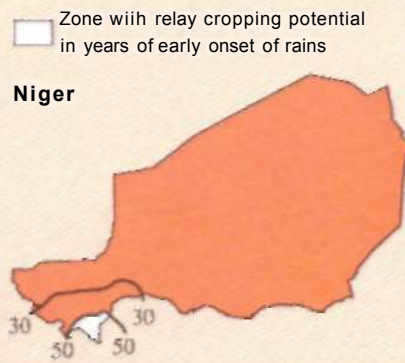 Zone wiih relay cropping potential
in years of early onset of rains
Niger
30
30
50
50